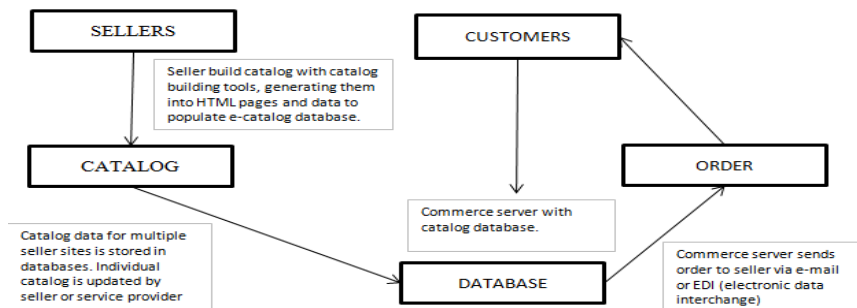 SELLERS
CUSTOMERS
Seller build catalog with catalog
building tools, generating them
into HTML pages and data to
populate e-catalog database.
CATALOG
ORDER
Commerce server with
catalog database.
Catalog data for multiple
seller sites is stored in
databases. Individual
catalog is updated by
seller or service provider
DATABASE
Commerce server sends
order to seller via e-mail
or EDI (electronic data
interchange)